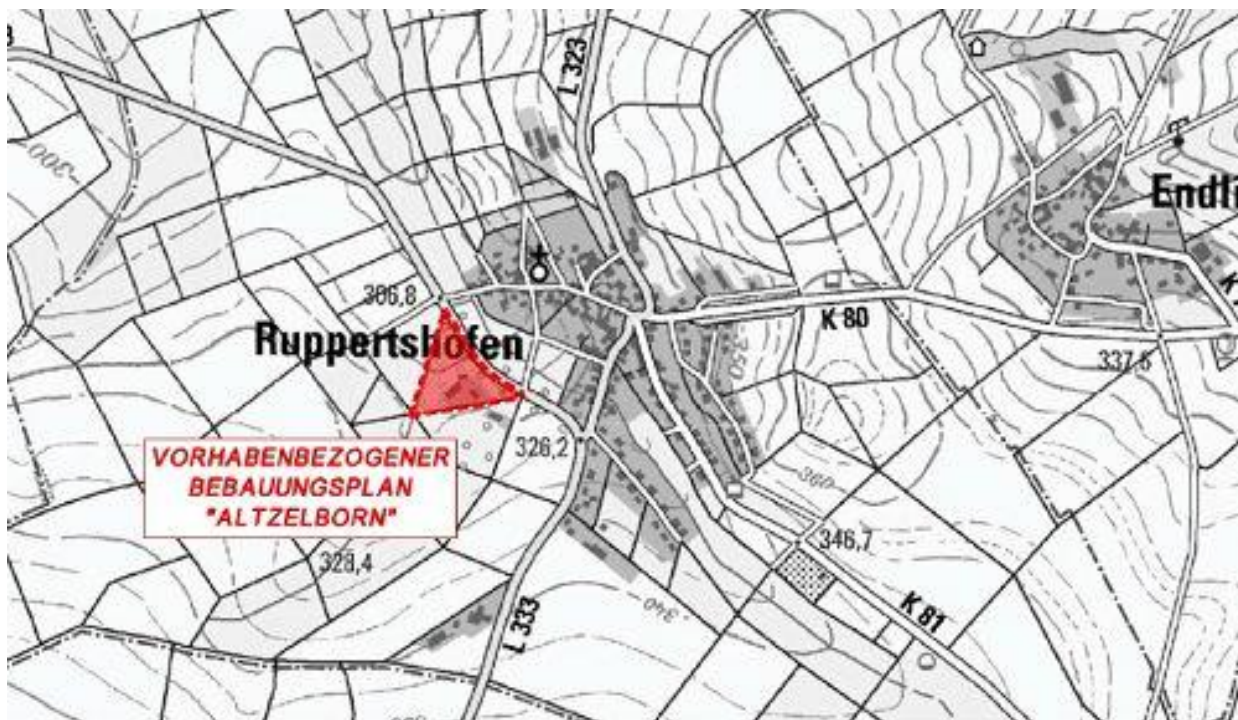 L 323
300
Endli
306,8
Ruppertshofen
K 80
350
337,6
326,2
VORHABENBEZOGENER
BEBAUUNGSPLAN
"ALTZELBORN"
360
346,7
328,4
340
K 81
L 333